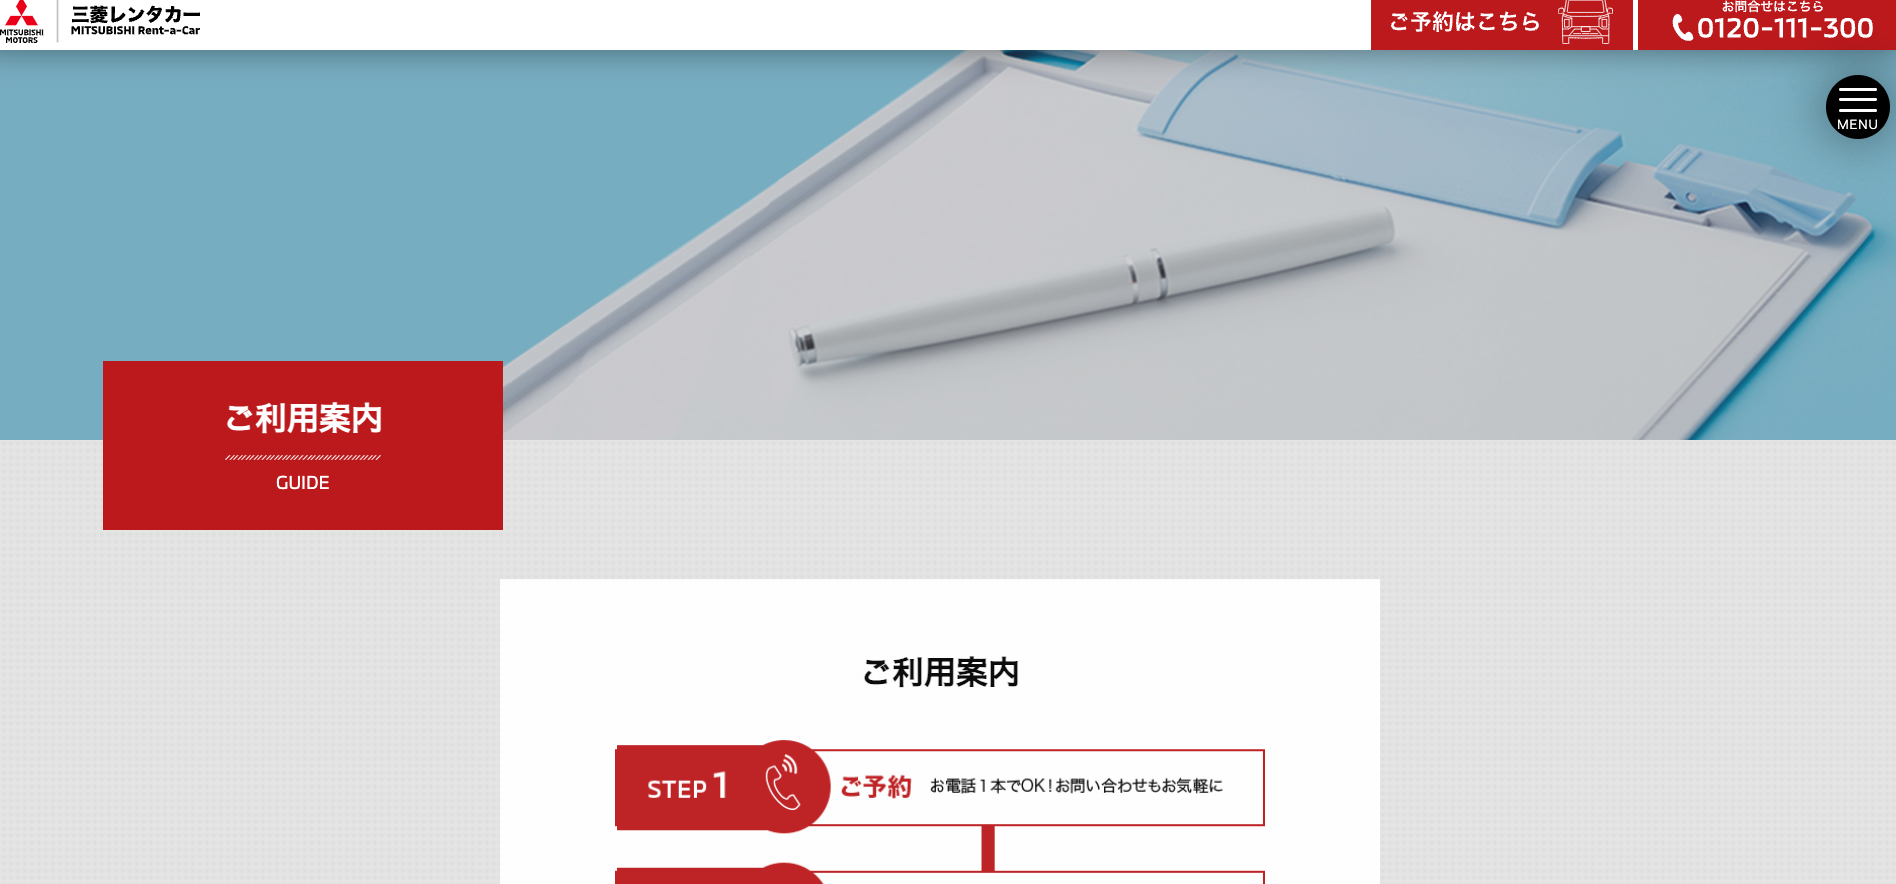 MITSUBISHI
MOTORS
三菱レンタカー
MITSUBISHI Rent-a-Car
ご予約はこちら
お問合せはこちら
0120-111-300
MENU
ご利用案内
GUIDE
ご利用案内
STEP 1
ご予約 お電話1本でOK!お問い合わせもお気軽に